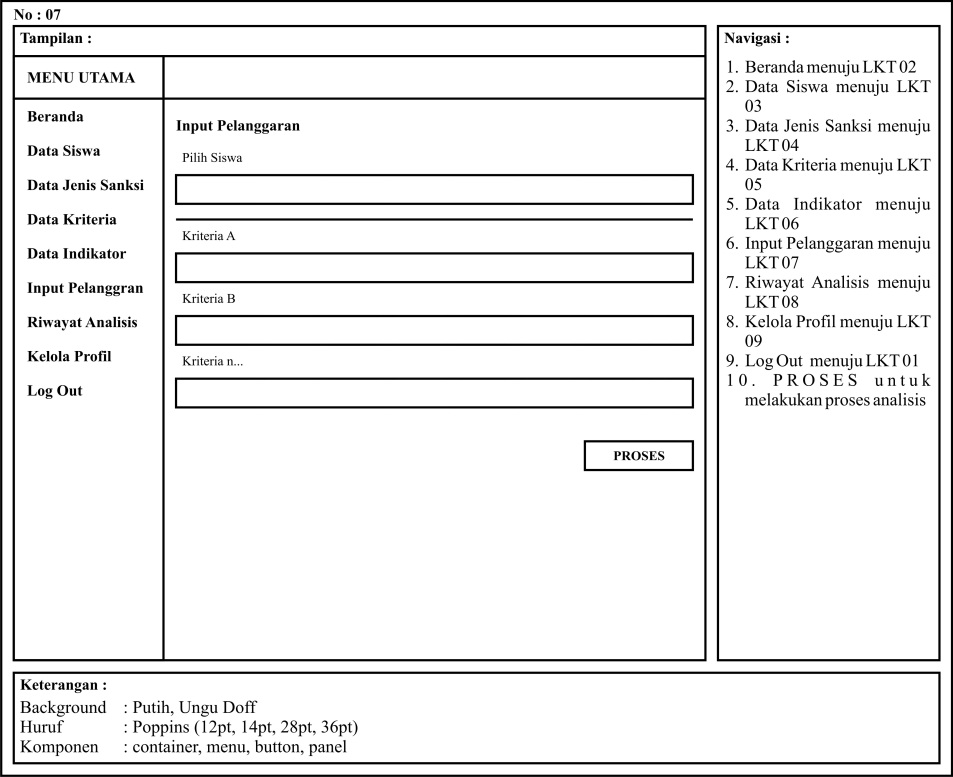 No : 07
Tampilan :
MENU UTAMA
Beranda
Data Siswa
Data Jenis Sanksi
Data Kriteria
Data Indikator
Input Pelanggran
Riwayat Analisis
Kelola Profil
Log Out
Input Pelanggaran
Pilih Siswa
Kriteria A
Kriteria B
Kriteria n...
PROSES
Navigasi :
1. Beranda menuju LKT 02
2. Data Siswa menuju LKT
03
3. Data Jenis Sanksi menuju
LKT 04
4. Data Kriteria menuju LKT
05
5. Data Indikator menuju
LKT 06
6. Input Pelanggaran menuju
LKT 07
7. Riwayat Analisis menuju
LKT 08
8. Kelola Profil menuju LKT
09
9. Log Out menuju LKT 01
10. PROSES untuk
melakukan proses analisis
Keterangan :
Background : Putih, Ungu Doff
Huruf : Poppins (12pt, 14pt, 28pt, 36pt)
Komponen : container, menu, button, panel